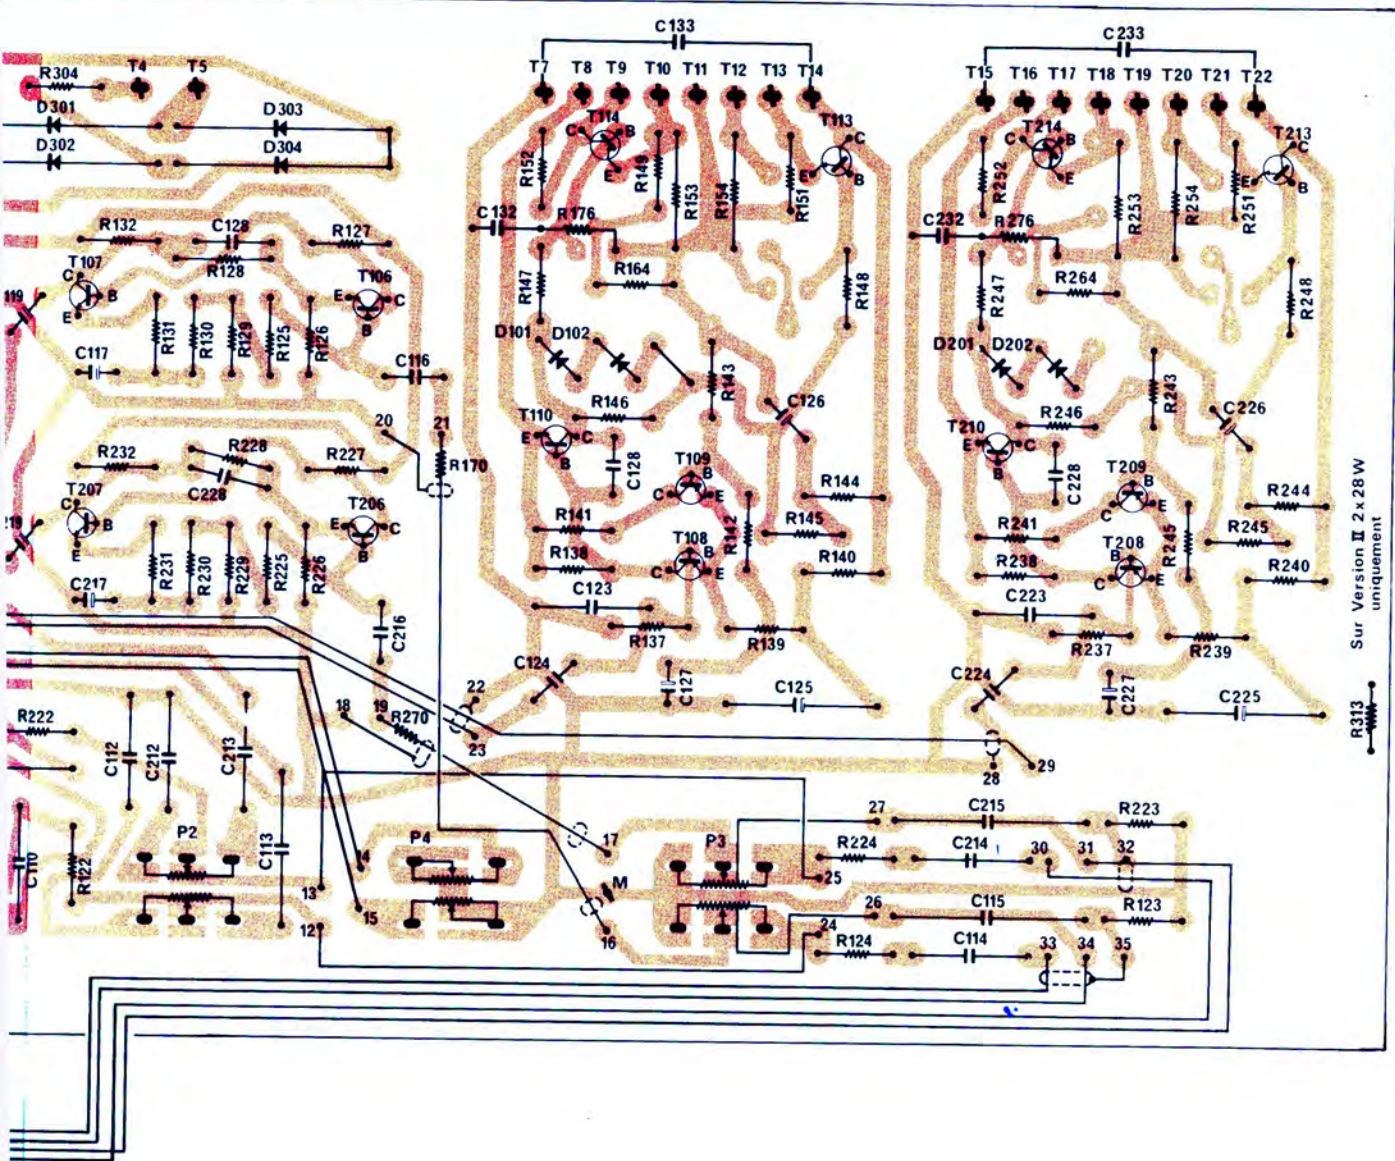 C133
C233
R304
T4
T5
T7
T8
T9
T10
T11
T12
T13
T14
T15
T16
T17
T18
T19
T20
T21
T22
D301
D303
D302
D304
C
T114
B
E
T113
C
E
B
C
T214
B
E
T213
C
E
B
R152
R149
R153
R154
R151
R252
R253
R254
R251
R132
C128
R127
C132
R176
C232
R276
R128
T107
C
B
E
T106
E
C
B
R147
R164
R148
R247
R264
R248
119
R131
R130
R129
R125
R126
C117
C116
D101
D102
R143
D201
D202
R243
20
21
R146
C126
R246
C226
T110
E
C
B
T210
E
C
B
R232
R228
R227
C228
R170
C128
T109
B
C
E
R144
C228
T209
B
C
E
R244
T207
C
B
E
T206
E
C
B
219
R141
R142
R145
R241
R245
R245
R138
T108
B
C
E
R140
R238
T208
B
C
E
R240
R231
R230
R229
R225
R226
C217
C216
C123
R137
R139
C223
R237
R239
Sur Version II 2x28W
uniquement
C124
C127
C125
C224
C227
C225
R313
22
23
18
19
R270
28
29
R222
C112
C212
C213
C110
R122
P2
C113
P4
14
13
15
12
17
M
16
P3
27
C215
R223
R224
C214
30
31
32
25
26
C115
R123
24
R124
C114
33
34
35